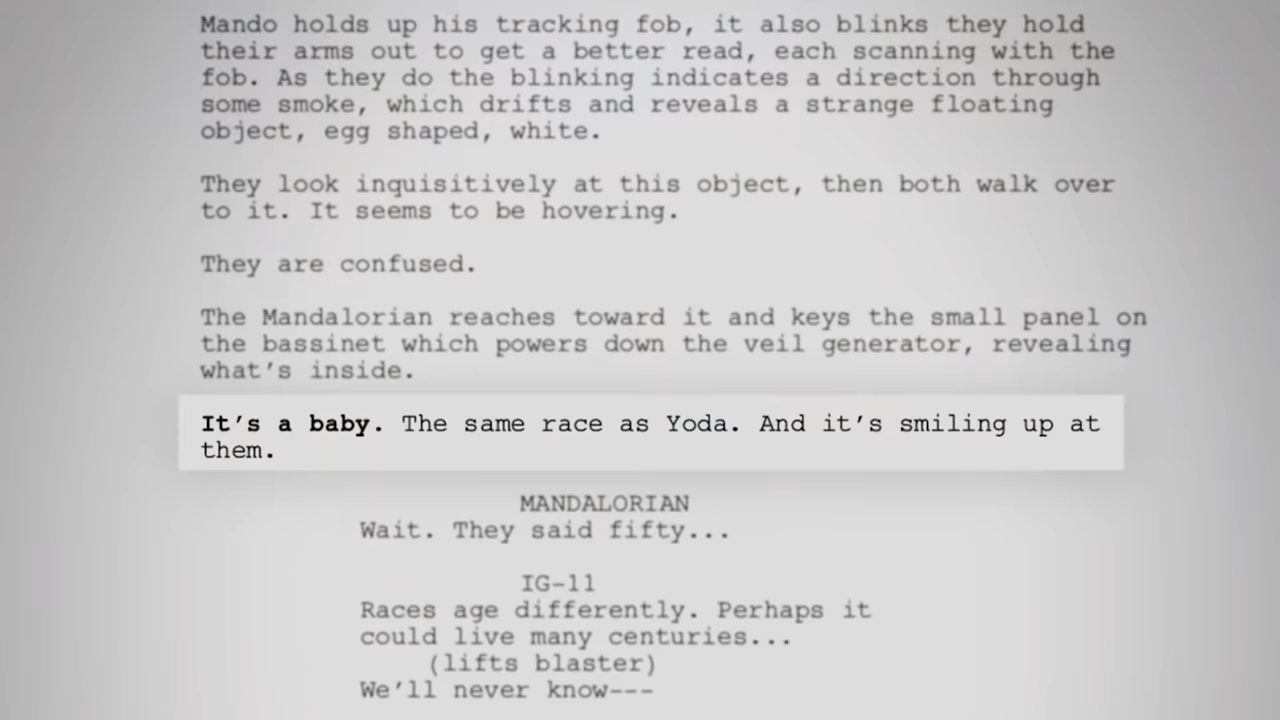 Mando holds up his tracking fob, it also blinks they hold
their arms out to get a better read, each scanning with the
fob. As they do the blinking indicates a direction through
some smoke, which drifts and reveals a strange floating
object, egg shaped, white.
They look inquisitively at this object, then both walk over
to it. It seems to be hovering.
They are confused.
The Mandalorian reaches toward it and keys the small panel on
the bassinet which powers down the veil generator, revealing
what's inside.
It's a baby. The same race as Yoda. And it's smiling up at
them.
MANDALORIAN
Wait. They said fifty...
IG-11
Races age differently. Perhaps it
could live many centuries...
(lifts blaster)
We'll never know---